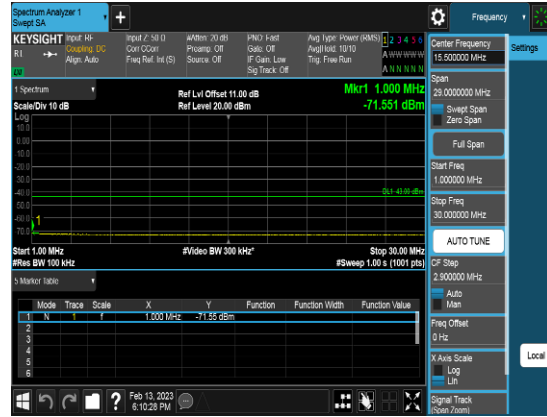 Spectrum Analyzer 1
Swept SA
Frequency
KEYSIGHT
R1
LU
Input: RF
Coupling: DC
Align: Auto
Input Z: 50 Ω
Corr CCorr
Freq Ref: Int (S)
#Atten: 20 dB
Preamp: Off
Source: Off
PNO: Fast
Gate: Off
IF Gain: Low
Sig Track: Off
Avg Type: Power (RMS)
Avg|Hold: 10/10
Trig: Free Run
1 2 3 4 5 6
A W W W W W
A N N N N N
1 Spectrum
Scale/Div 10 dB
Ref Lvl Offset 11.00 dB
Ref Level 20.00 dBm
Mkr1 1.000 MHz
-71.551 dBm
Log
10.0
0.00
-10.0
-20.0
-30.0
-40.0
-50.0
-60.0
-70.0
DL1 -43.00 dBm
1
Start 1.00 MHz
#Res BW 100 kHz
#Video BW 300 kHz*
Stop 30.00 MHz
#Sweep 1.00 s (1001 pts)
5 Marker Table
Mode Trace Scale X Y Function Function Width Function Value
1 N 1 f 1.000 MHz -71.55 dBm
2
3
4
5
6
Feb 13, 2023
6:10:28 PM
Center Frequency
15.500000 MHz
Span
29.0000000 MHz
Swept Span
Zero Span
Full Span
Start Freq
1.000000 MHz
Stop Freq
30.000000 MHz
AUTO TUNE
CF Step
2.900000 MHz
Auto
Man
Freq Offset
0 Hz
X Axis Scale
Log
Lin
Signal Track
(Span Zoom)
Settings
Local